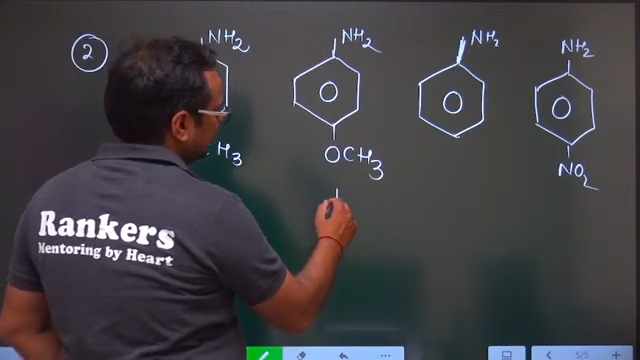 2
NH2
NH2
NH2
NH2
H3
OCH3
NO2
Rankers
Mentoring by Heart
5/5